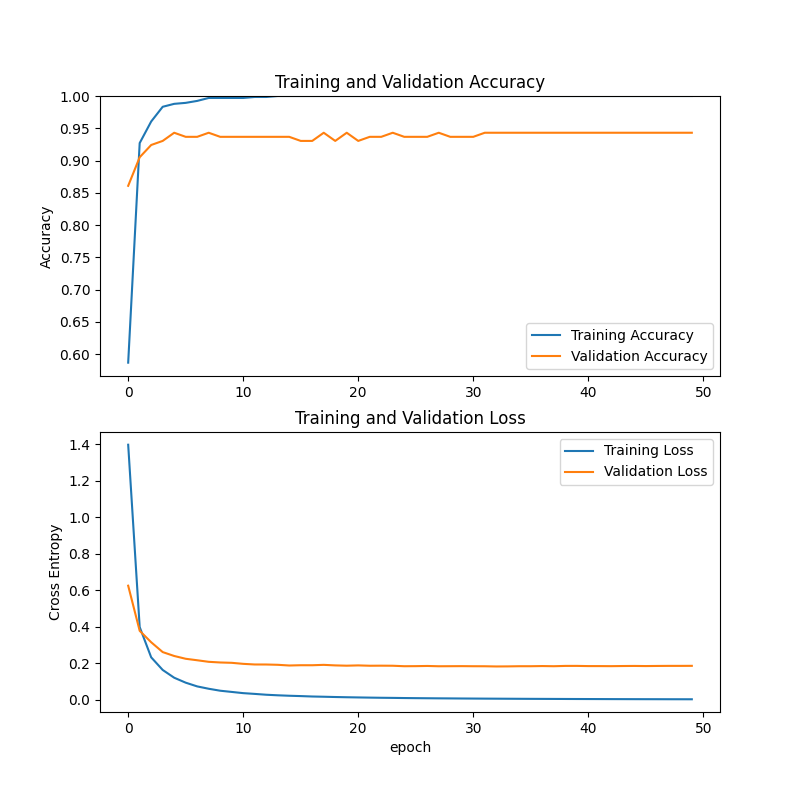 Training and Validation Accuracy
1.00
0.95
0.90
0.85
0.80
0.75
0.70
0.65
0.60
Accuracy
Training Accuracy
Validation Accuracy
0 10 20 30 40 50
Training and Validation Loss
1.4
1.2
1.0
0.8
0.6
0.4
0.2
0.0
Cross Entropy
Training Loss
Validation Loss
0 10 20 30 40 50
epoch